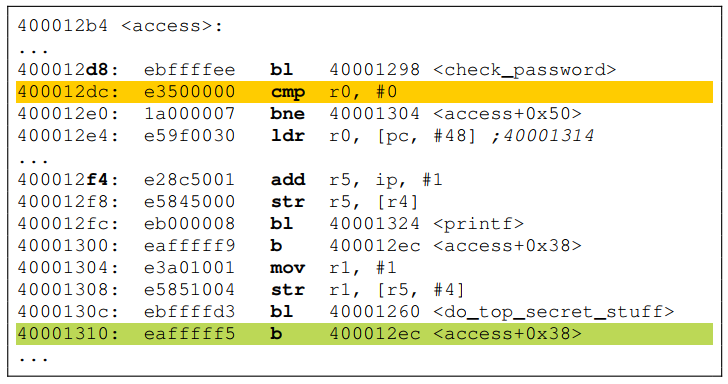 400012b4 <access>:
...
400012d8: ebffffee bl 40001298 <check_password>
400012dc: e3500000 cmp r0, #0
400012e0: 1a000007 bne 40001304 <access+0x50>
400012e4: e59f0030 ldr r0, [pc, #48] ;40001314
...
400012f4: e28c5001 add r5, ip, #1
400012f8: e5845000 str r5, [r4]
400012fc: eb000008 bl 40001324 <printf>
40001300: eafffff9 b 400012ec <access+0x38>
40001304: e3a01001 mov r1, #1
40001308: e5851004 str r1, [r5, #4]
4000130c: ebffffd3 bl 40001260 <do_top_secret_stuff>
40001310: eafffff5 b 400012ec <access+0x38>
...